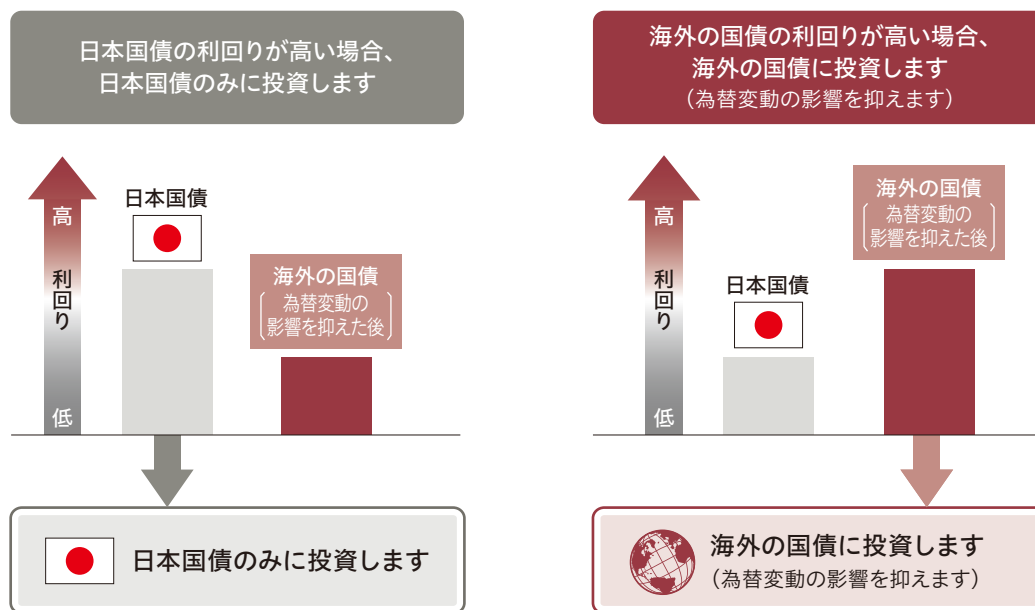 日本国債の利回りが高い場合、
日本国債のみに投資します
高
利回り
低
日本国債
海外の国債
為替変動の
影響を抑えた後
日本国債のみに投資します
海外の国債の利回りが高い場合、
海外の国債に投資します
（為替変動の影響を抑えます）
高
利回り
低
日本国債
海外の国債
為替変動の
影響を抑えた後
海外の国債に投資します
（為替変動の影響を抑えます）